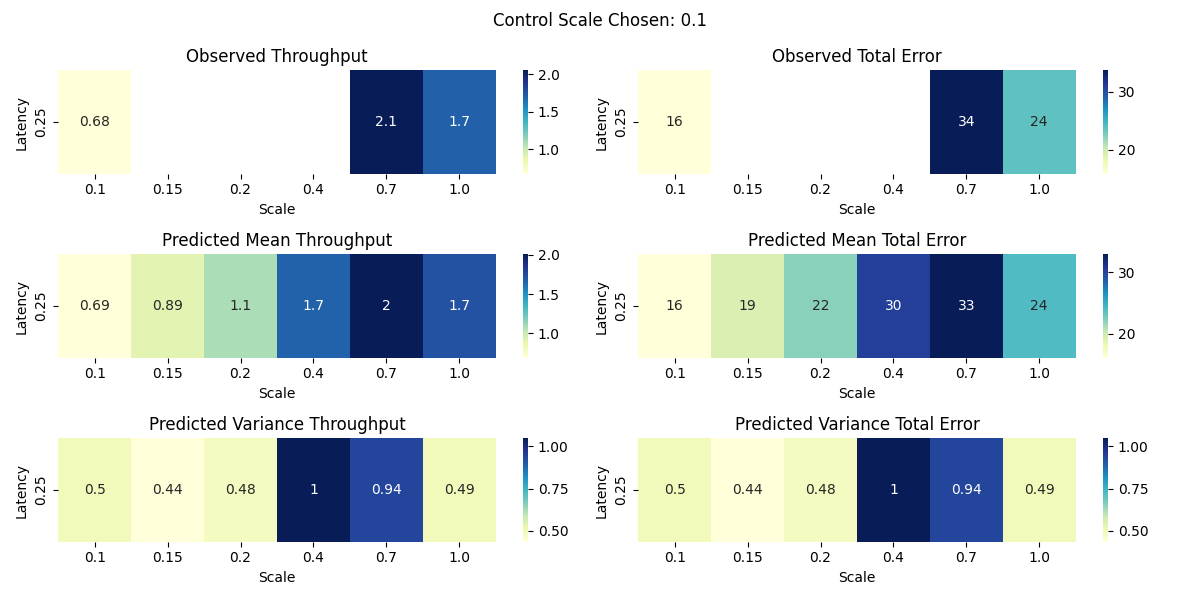 Control Scale Chosen: 0.1
Observed Throughput
Latency
0.25
0.68
2.1
1.7
2.0
1.5
1.0
0.1 0.15 0.2 0.4 0.7 1.0
Scale
Observed Total Error
Latency
0.25
16
34
24
30
20
0.1 0.15 0.2 0.4 0.7 1.0
Scale
Predicted Mean Throughput
Latency
0.25
0.69 0.89 1.1 1.7 2 1.7
2.0
1.5
1.0
0.1 0.15 0.2 0.4 0.7 1.0
Scale
Predicted Mean Total Error
Latency
0.25
16 19 22 30 33 24
30
20
0.1 0.15 0.2 0.4 0.7 1.0
Scale
Predicted Variance Throughput
Latency
0.25
0.5 0.44 0.48 1 0.94 0.49
1.00
0.75
0.50
0.1 0.15 0.2 0.4 0.7 1.0
Scale
Predicted Variance Total Error
Latency
0.25
0.5 0.44 0.48 1 0.94 0.49
1.00
0.75
0.50
0.1 0.15 0.2 0.4 0.7 1.0
Scale